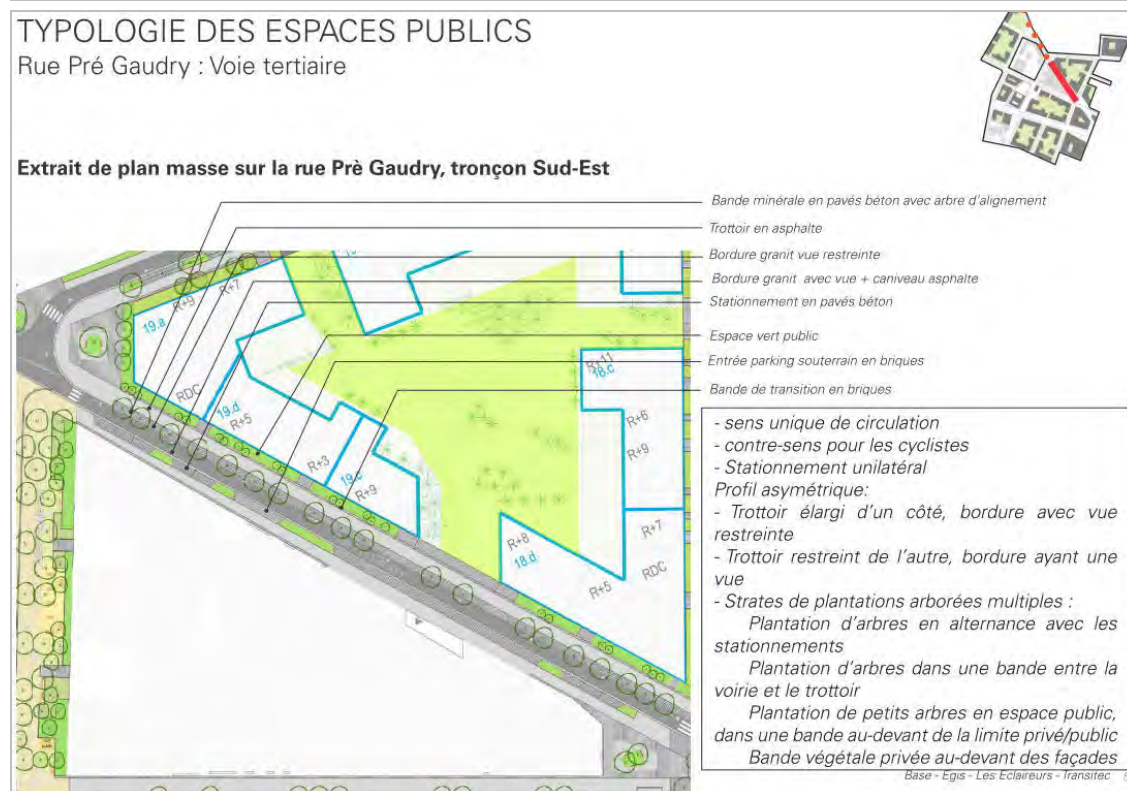 TYPOLOGIE DES ESPACES PUBLICS
Rue Pré Gaudry : Voie tertiaire
Extrait de plan masse sur la rue Prè Gaudry, tronçon Sud-Est
Bande minérale en pavés béton avec arbre d'alignement
Trottoir en asphalte
Bordure granit vue restreinte
Bordure granit avec vue + caniveau asphalte
Stationnement en pavés béton
Espace vert public
Entrée parking souterrain en briques
Bande de transition en briques
R+9
R+7
19.a
RDC
19.d
R+5
R+3
19.c
R+9
R+11
18.c
R+6
R+9
R+8
18.d
R+7
R+5
RDC
- sens unique de circulation
- contre-sens pour les cyclistes
- Stationnement unilatéral
Profil asymétrique:
- Trottoir élargi d'un côté, bordure avec vue
restreinte
- Trottoir restreint de l'autre, bordure ayant une
vue
- Strates de plantations arborées multiples :
Plantation d'arbres en alternance avec les
stationnements
Plantation d'arbres dans une bande entre la
voirie et le trottoir
Plantation de petits arbres en espace public,
dans une bande au-devant de la limite privé/public
Bande végétale privée au-devant des façades
Base - Egis - Les Eclaireurs - Transitec